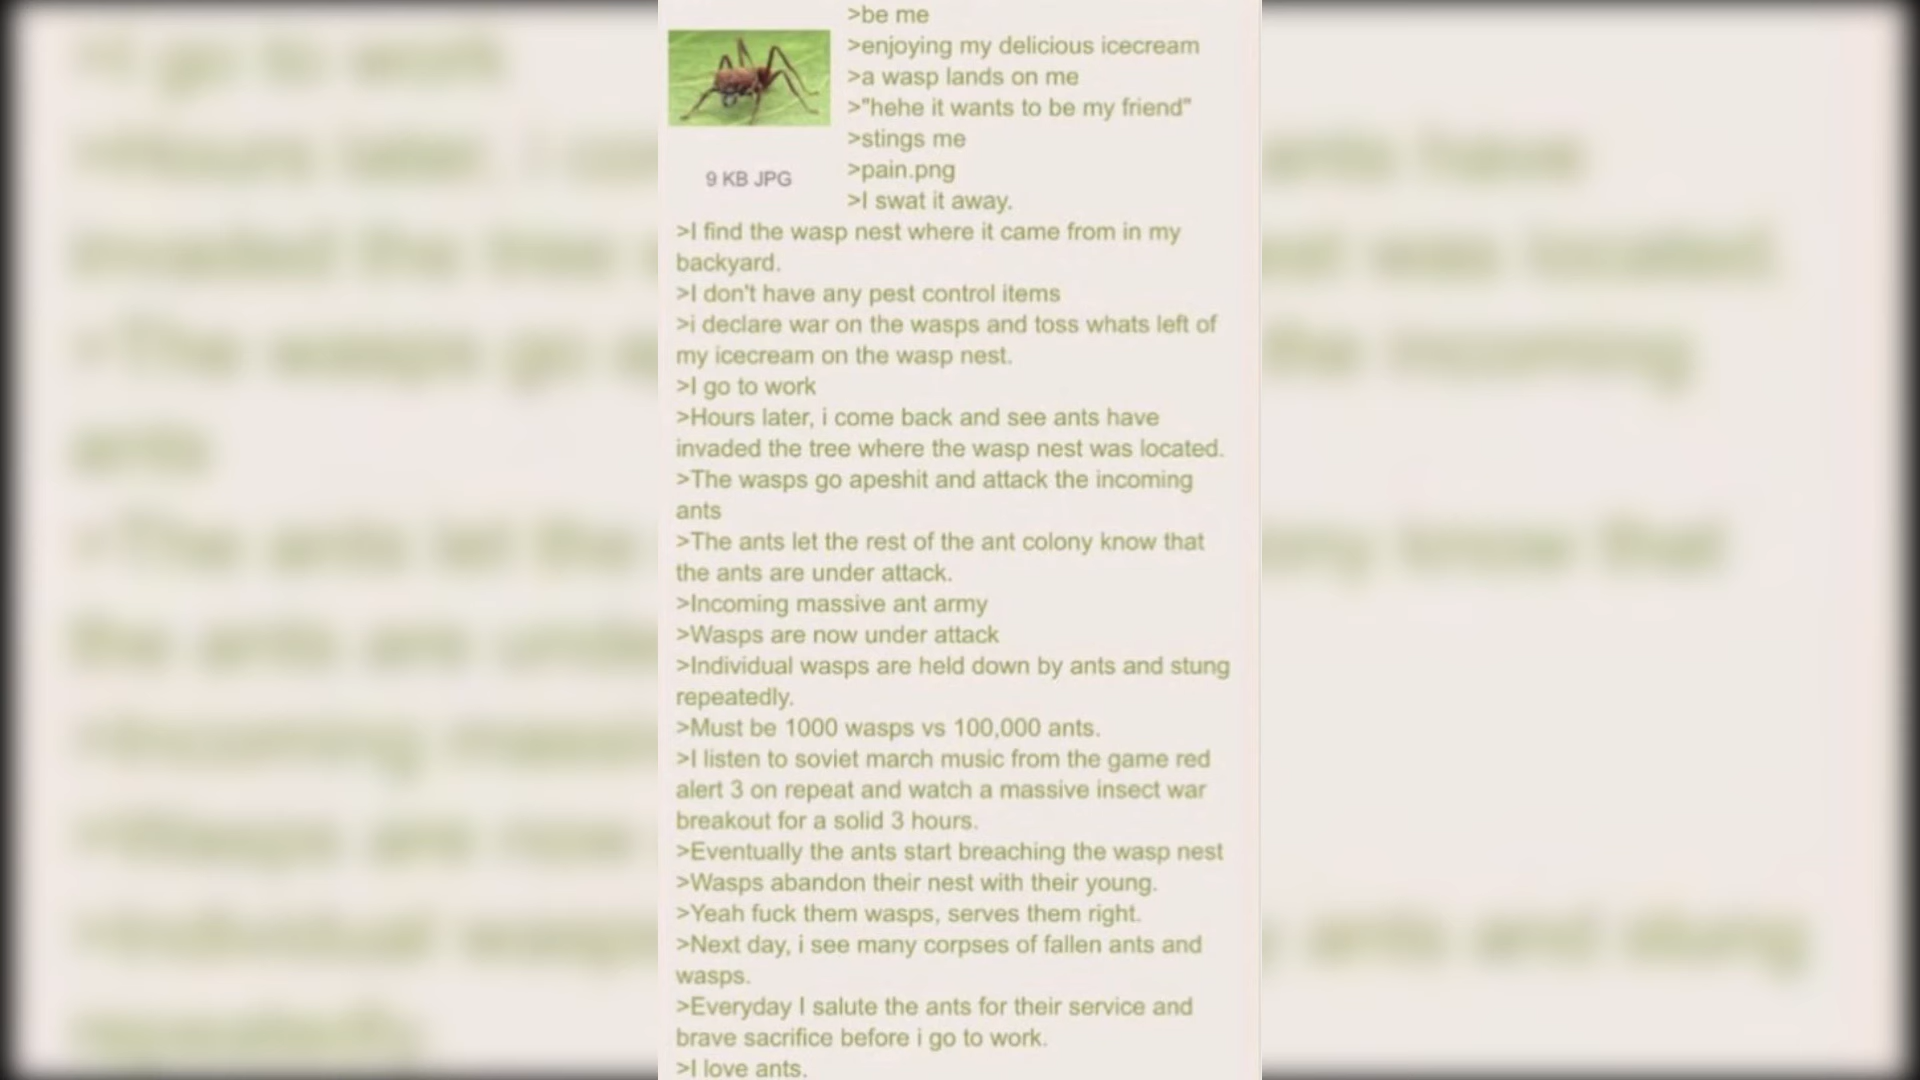 >be me
>enjoying my delicious icecream
>a wasp lands on me
>"hehe it wants to be my friend"
>stings me
>pain.png
9 KB JPG
>I swat it away.
>I find the wasp nest where it came from in my
backyard.
>I don't have any pest control items
>i declare war on the wasps and toss whats left of
my icecream on the wasp nest.
>I go to work
>Hours later, i come back and see ants have
invaded the tree where the wasp nest was located.
>The wasps go apeshit and attack the incoming
ants
>The ants let the rest of the ant colony know that
the ants are under attack.
>Incoming massive ant army
>Wasps are now under attack
>Individual wasps are held down by ants and stung
repeatedly.
>Must be 1000 wasps vs 100,000 ants.
>I listen to soviet march music from the game red
alert 3 on repeat and watch a massive insect war
breakout for a solid 3 hours.
>Eventually the ants start breaching the wasp nest
>Wasps abandon their nest with their young.
>Yeah fuck them wasps, serves them right.
>Next day, i see many corpses of fallen ants and
wasps.
>Everyday I salute the ants for their service and
brave sacrifice before i go to work.
>I love ants.